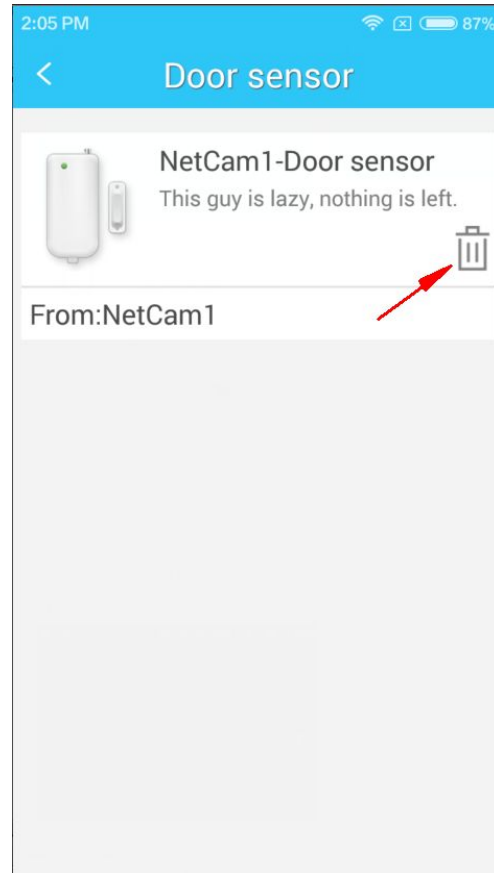 2:05 PM
87%
Door sensor
NetCam1-Door sensor
This guy is lazy, nothing is left.
From:NetCam1